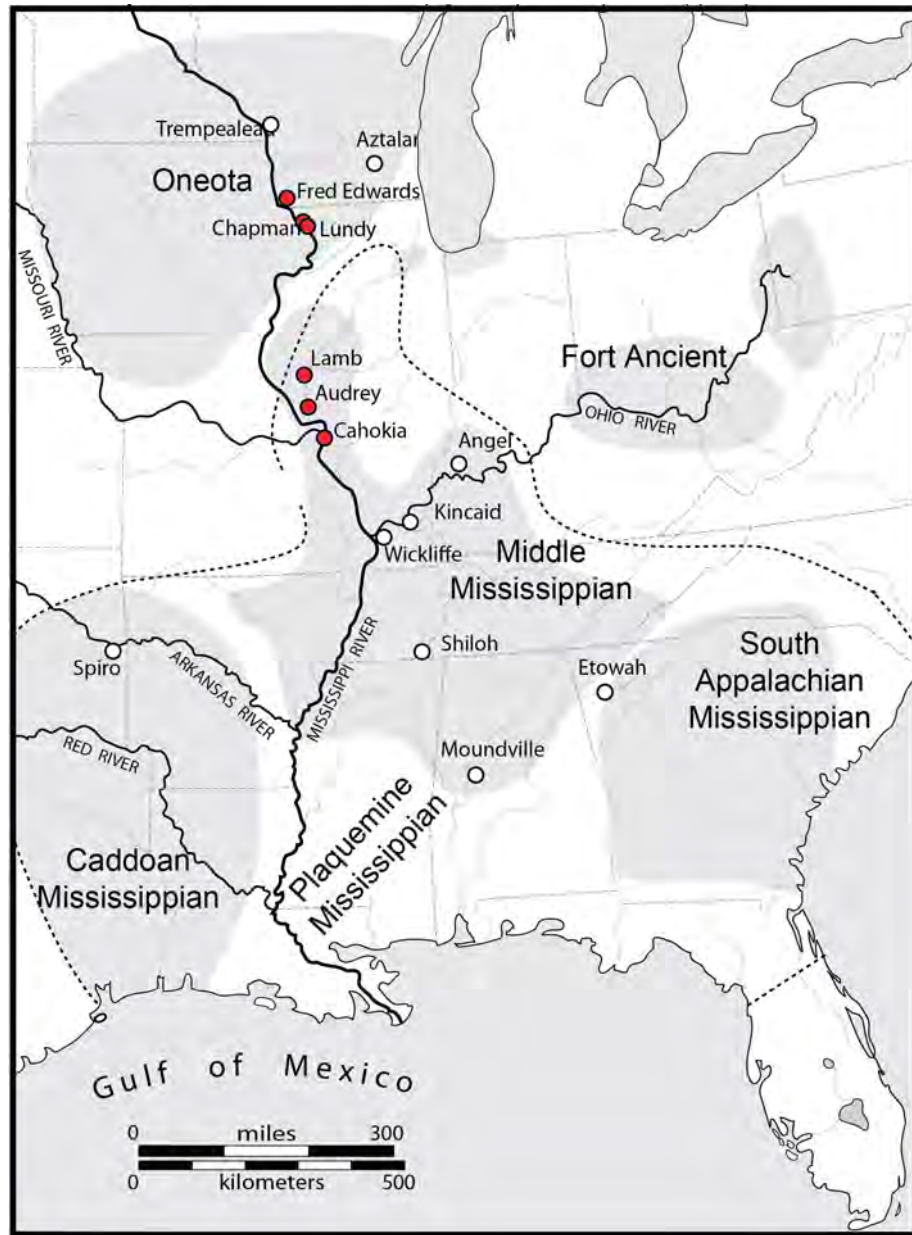 Trempealea
Aztalan
Oneota
Fred Edwards
Chapman
Lundy
MISSOURI RIVER
Lamb
Audrey
Cahokia
Fort Ancient
OHIO RIVER
Angel
Kincaid
Wickliffe
Middle
Mississippian
Spiro
ARKANSAS RIVER
MISSISSIPPI RIVER
Shiloh
Etowah
South
Appalachian
Mississippian
RED RIVER
Moundville
Plaquemine
Mississippian
Caddoan
Mississippian
Gulf of Mexico
0 miles 300
0 kilometers 500